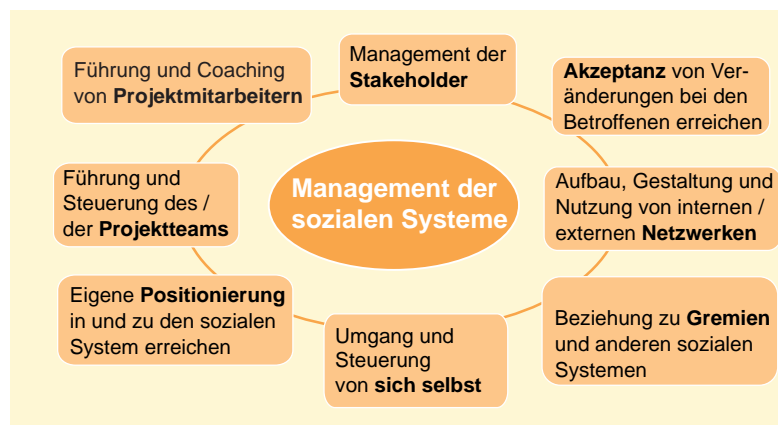 Führung und Coaching
von Projektmitarbeitern
Management der
Stakeholder
Akzeptanz von Ver-
änderungen bei den
Betroffenen erreichen
Führung und
Steuerung des /
der Projektteams
Management der
sozialen Systeme
Aufbau, Gestaltung und
Nutzung von internen /
externen Netzwerken
Eigene Positionierung
in und zu den sozialen
System erreichen
Umgang und
Steuerung
von sich selbst
Beziehung zu Gremien
und anderen sozialen
Systemen